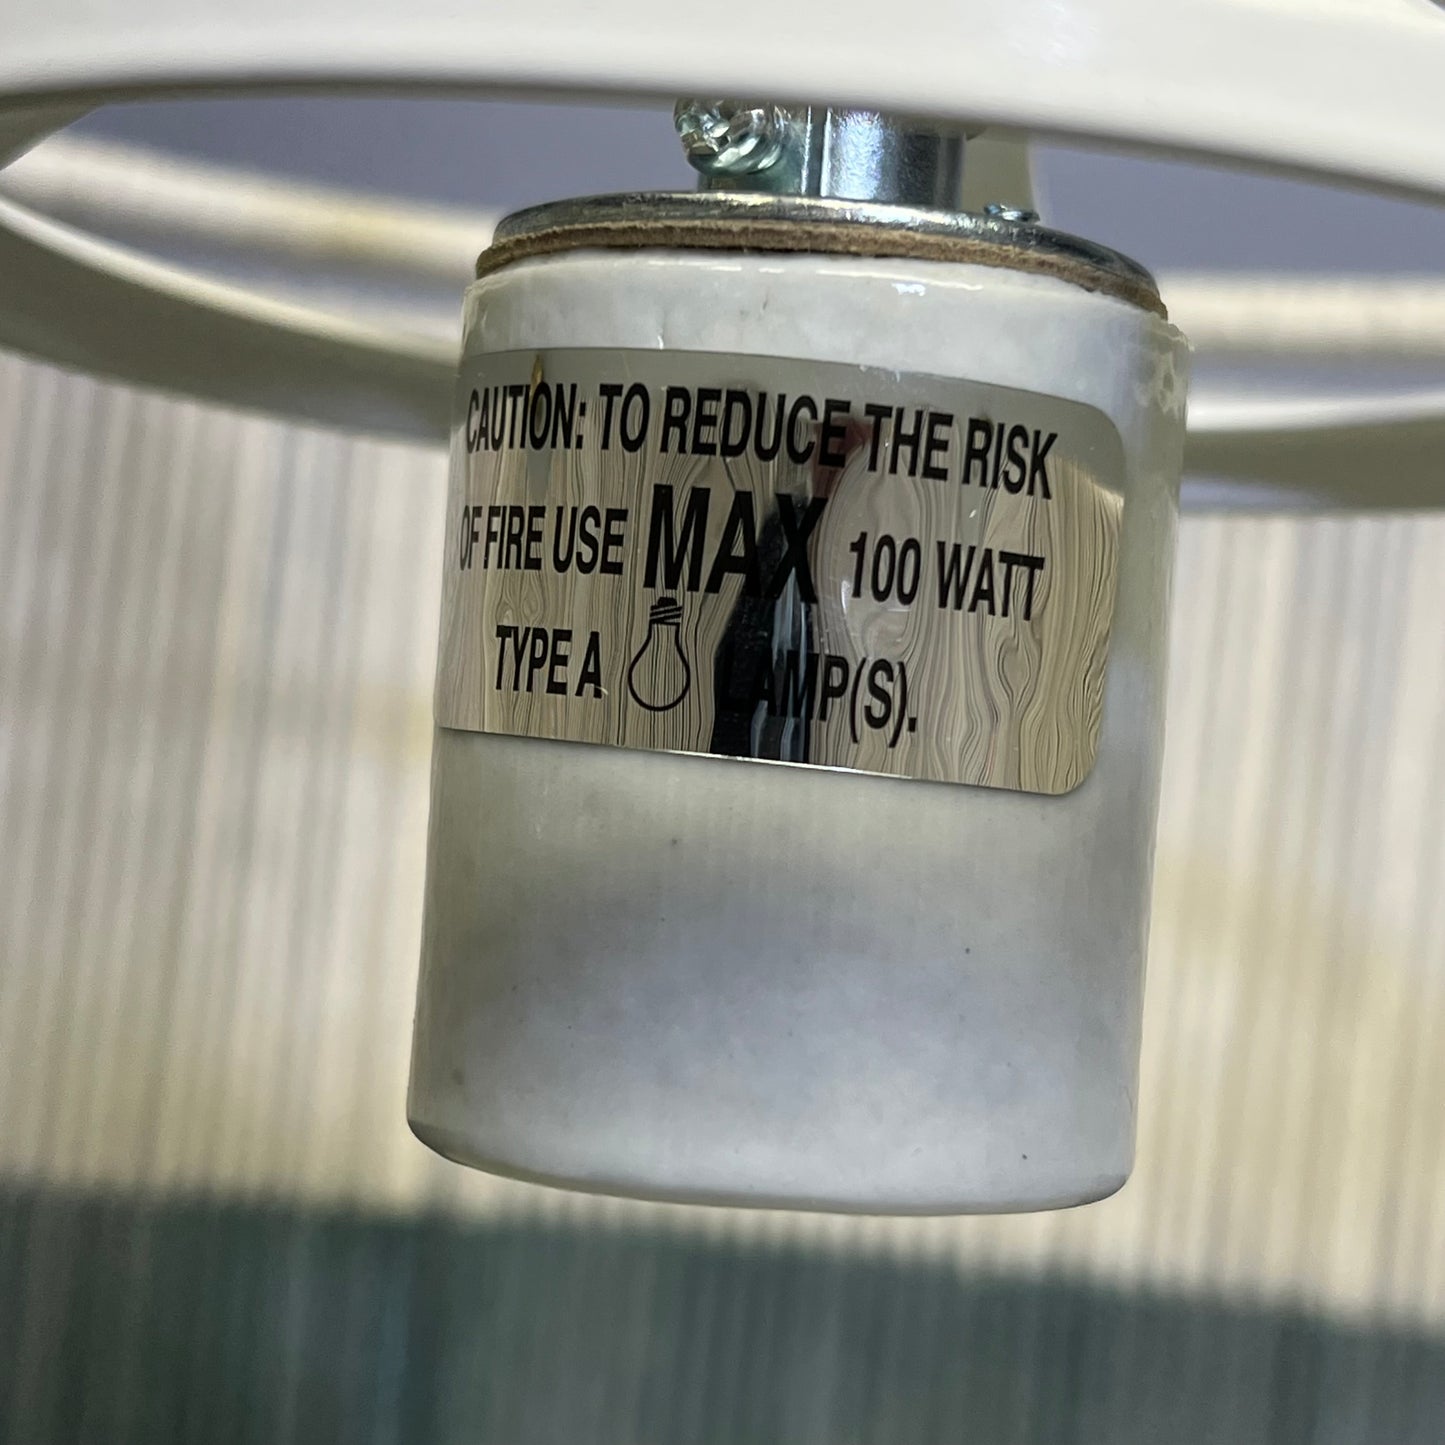 CAUTION: TO REDUCE THE RISK
OF FIRE USE MAX 100 WATT
TYPE A LAMP(S).